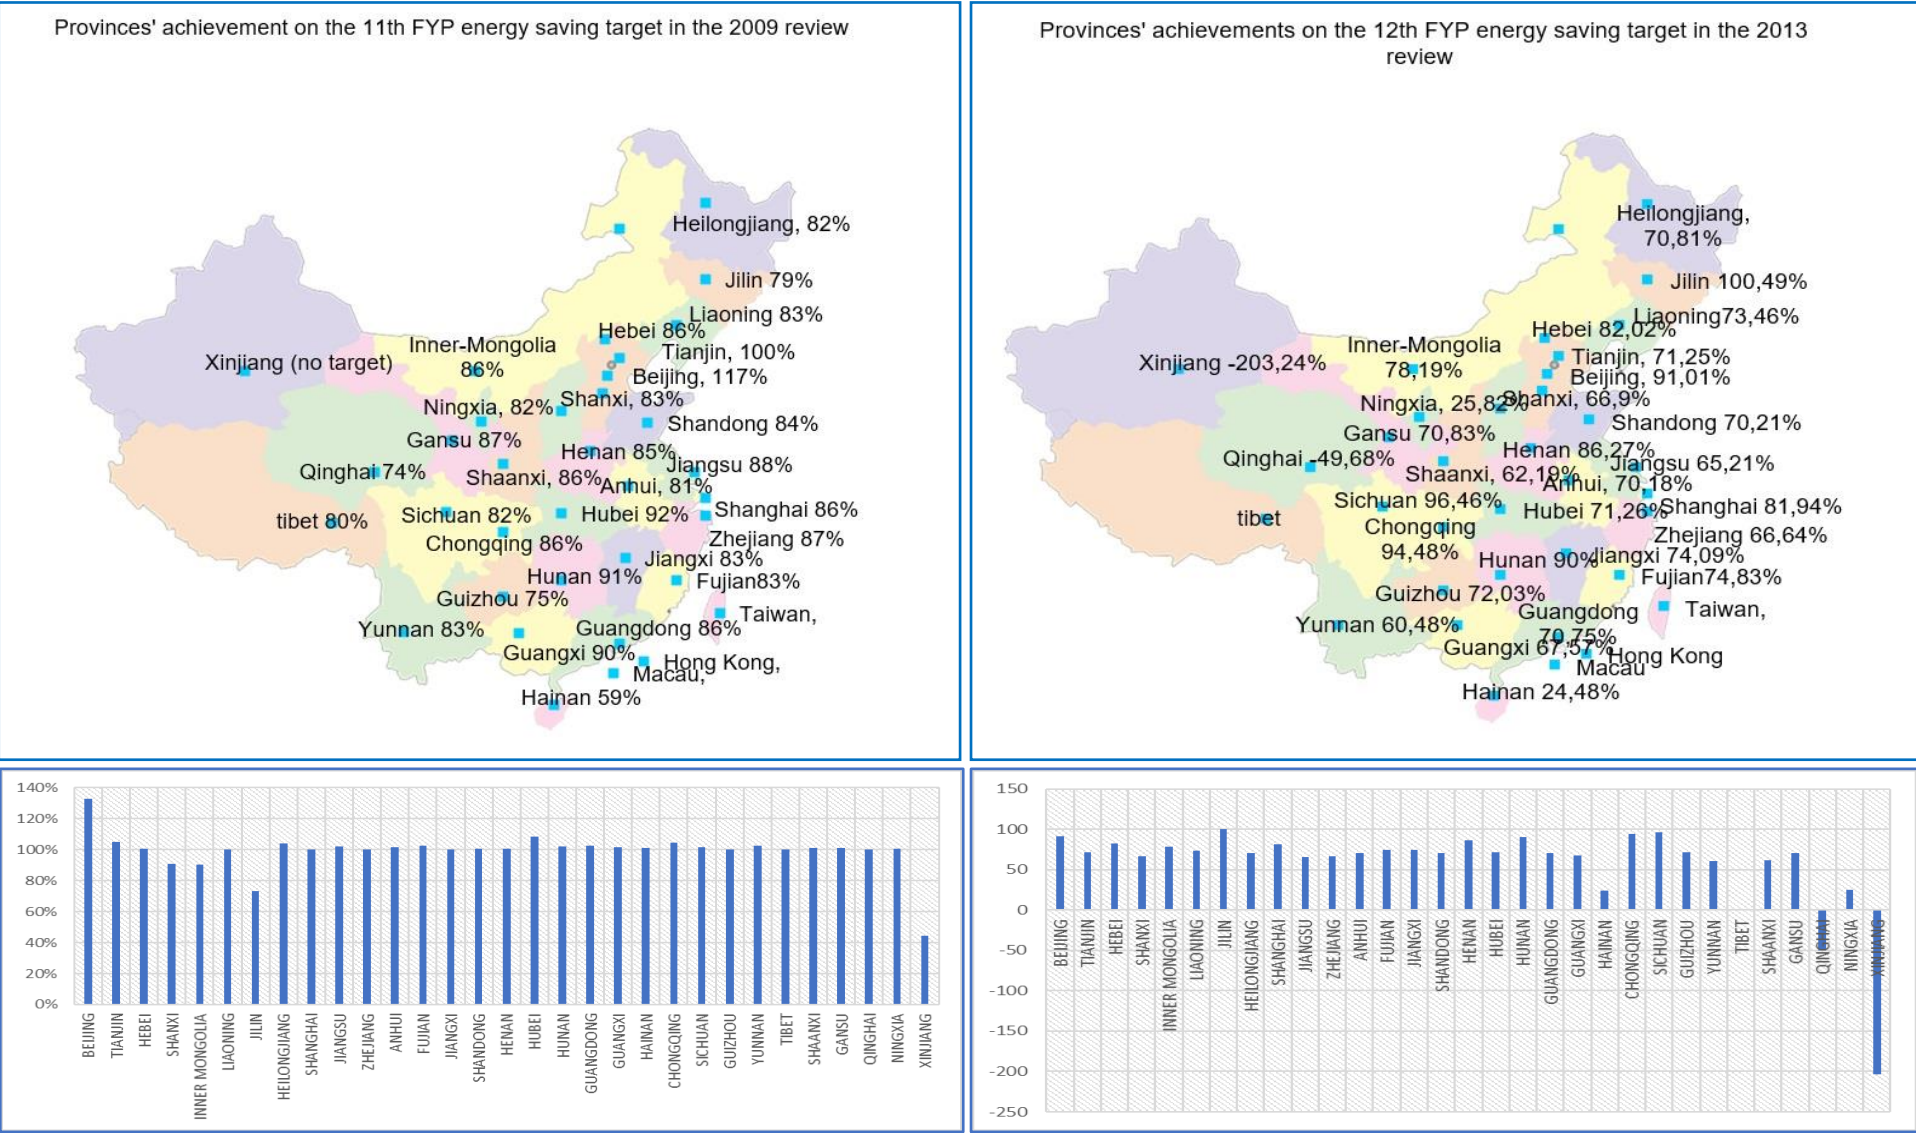 Provinces' achievement on the 11th FYP energy saving target in the 2009 review
Heilongjiang, 82%
Jilin 79%
Liaoning 83%
Hebei 86%
Inner-Mongolia
86%
Tianjin, 100%
Xinjiang (no target)
Beijing, 117%
Shanxi, 83%
Ningxia, 82%
Shandong 84%
Gansu 87%
Henan 85%
Jiangsu 88%
Qinghai 74%
Shaanxi, 86%
Anhui, 81%
Shanghai 86%
Sichuan 82%
Hubei 92%
tibet 80%
Zhejiang 87%
Chongqing 86%
Jiangxi 83%
Hunan 91%
Fujian83%
Guizhou 75%
Taiwan,
Yunnan 83%
Guangdong 86%
Guangxi 90%
Hong Kong,
Macau,
Hainan 59%
Provinces' achievements on the 12th FYP energy saving target in the 2013
review
Heilongjiang,
70,81%
Jilin 100,49%
Liaoning73,46%
Hebei 82,02%
Inner-Mongolia
78,19%
Tianjin, 71,25%
Xinjiang -203,24%
Beijing, 91,01%
Shanxi, 66,9%
Ningxia, 25,82%
Shandong 70,21%
Gansu 70,83%
Henan 86,27%
Qinghai -49,68%
Jiangsu 65,21%
Shaanxi, 62,19%
Anhui, 70,18%
Sichuan 96,46%
Shanghai 81,94%
Hubei 71,26%
tibet
Chongqing
94,48%
Zhejiang 66,64%
Jiangxi 74,09%
Hunan 90%
Fujian74,83%
Guizhou 72,03%
Taiwan,
Guangdong
70,75%
Yunnan 60,48%
Guangxi 67,57%
Hong Kong
Macau
Hainan 24,48%
140%
120%
100%
80%
60%
40%
20%
0%
BEIJING
TIANJIN
HEBEI
SHANXI
INNER MONGOLIA
LIAONING
JILIN
HEILONGJIANG
SHANGHAI
JIANGSU
ZHEJIANG
ANHUI
FUJIAN
JIANGXI
SHANDONG
HENAN
HUBEI
HUNAN
GUANGDONG
GUANGXI
HAINAN
CHONGQING
SICHUAN
GUIZHOU
YUNNAN
TIBET
SHAANXI
GANSU
QINGHAI
NINGXIA
XINJIANG
150
100
50
0
-50
-100
-150
-200
-250
BEIJING
TIANJIN
HEBEI
SHANXI
INNER MONGOLIA
LIAONING
JILIN
HEILONGJIANG
SHANGHAI
JIANGSU
ZHEJIANG
ANHUI
FUJIAN
JIANGXI
SHANDONG
HENAN
HUBEI
HUNAN
GUANGDONG
GUANGXI
HAINAN
CHONGQING
SICHUAN
GUIZHOU
YUNNAN
TIBET
SHAANXI
GANSU
QINGHAI
NINGXIA
XINJIANG